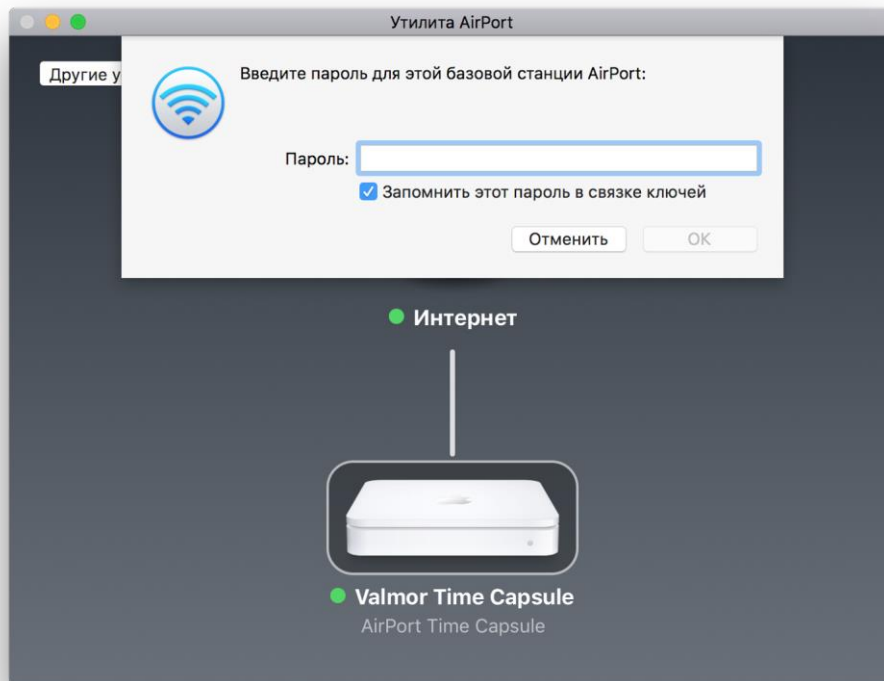 Утилита AirPort
Другие у
Введите пароль для этой базовой станции AirPort:
Пароль:
Запомнить этот пароль в связке ключей
Отменить
ОК
Интернет
Valmor Time Capsule
AirPort Time Capsule